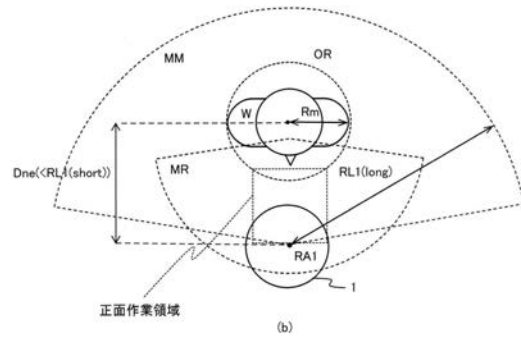 MM
OR
W
Rm
Dne(<RL1(short))
MR
RL1(long)
RA1
1
正面作業領域
(b)